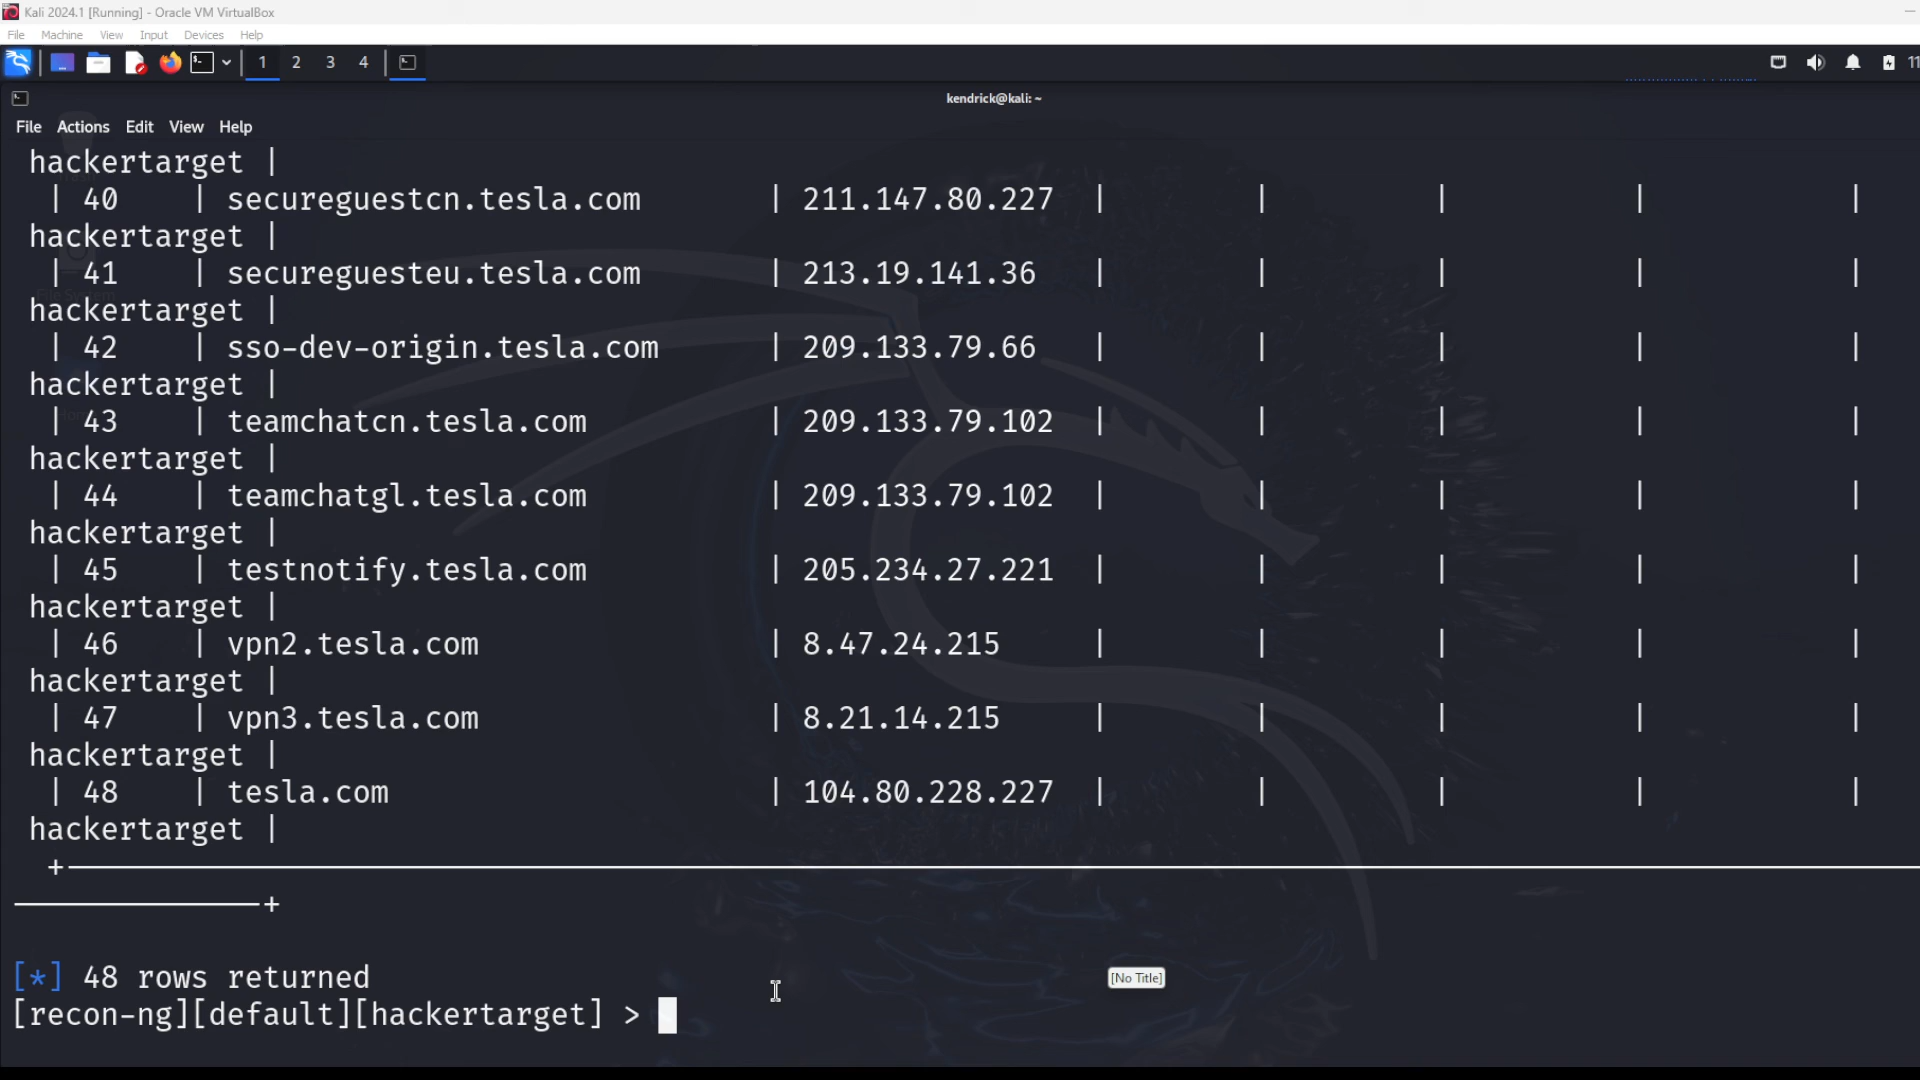 Kali 2024.1 [Running] - Oracle VM VirtualBox
File Machine View Input Devices Help
1 2 3 4 11
kendrick@kali: ~
File Actions Edit View Help
hackertarget |
| 40 | secureguestcn.tesla.com | 211.147.80.227 | | | | |
hackertarget |
| 41 | secureguesteu.tesla.com | 213.19.141.36 | | | | |
hackertarget |
| 42 | sso-dev-origin.tesla.com | 209.133.79.66 | | | | |
hackertarget |
| 43 | teamchatcn.tesla.com | 209.133.79.102 | | | | |
hackertarget |
| 44 | teamchatgl.tesla.com | 209.133.79.102 | | | | |
hackertarget |
| 45 | testnotify.tesla.com | 205.234.27.221 | | | | |
hackertarget |
| 46 | vpn2.tesla.com | 8.47.24.215 | | | | |
hackertarget |
| 47 | vpn3.tesla.com | 8.21.14.215 | | | | |
hackertarget |
| 48 | tesla.com | 104.80.228.227 | | | | |
hackertarget |
[*] 48 rows returned
[No Title]
[recon-ng][default][hackertarget] >